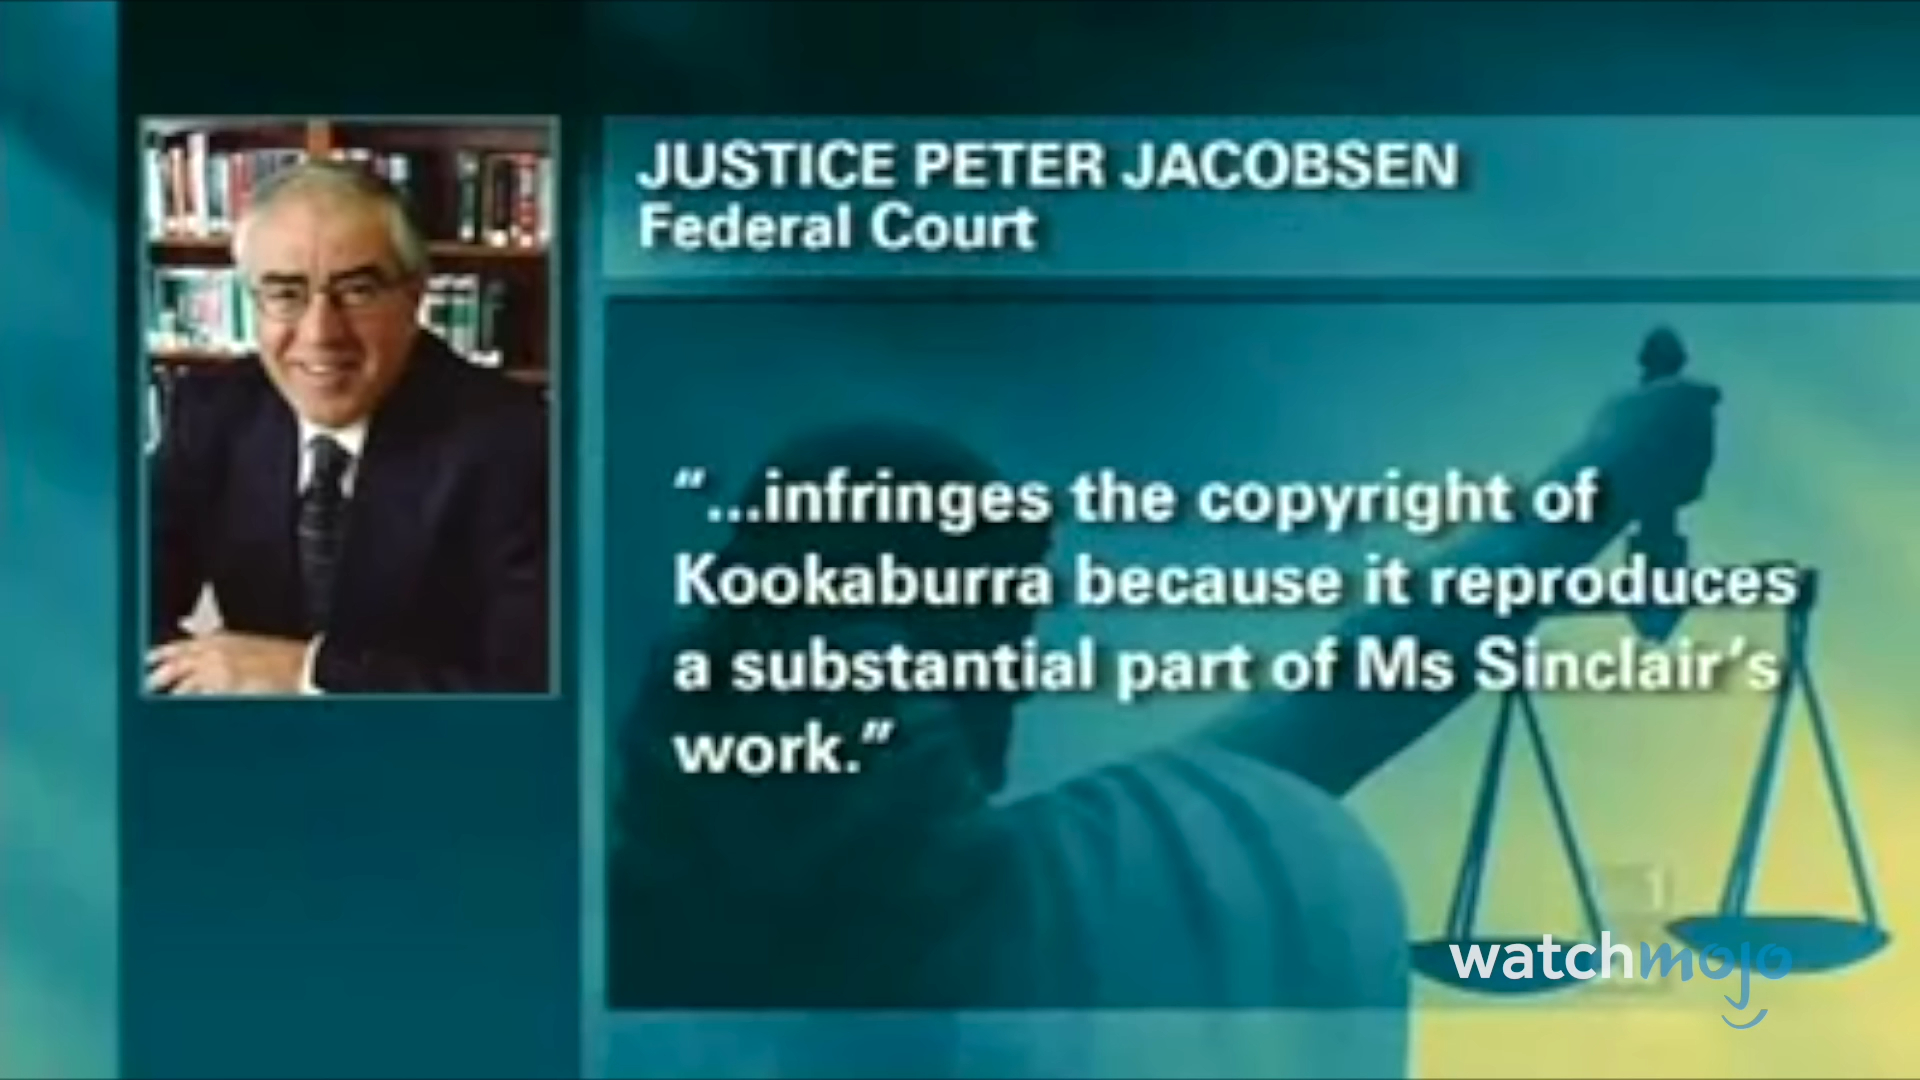 JUSTICE PETER JACOBSEN
Federal Court
“...infringes the copyright of
Kookaburra because it reproduces
a substantial part of Ms Sinclair’s
work.”
watchmojo